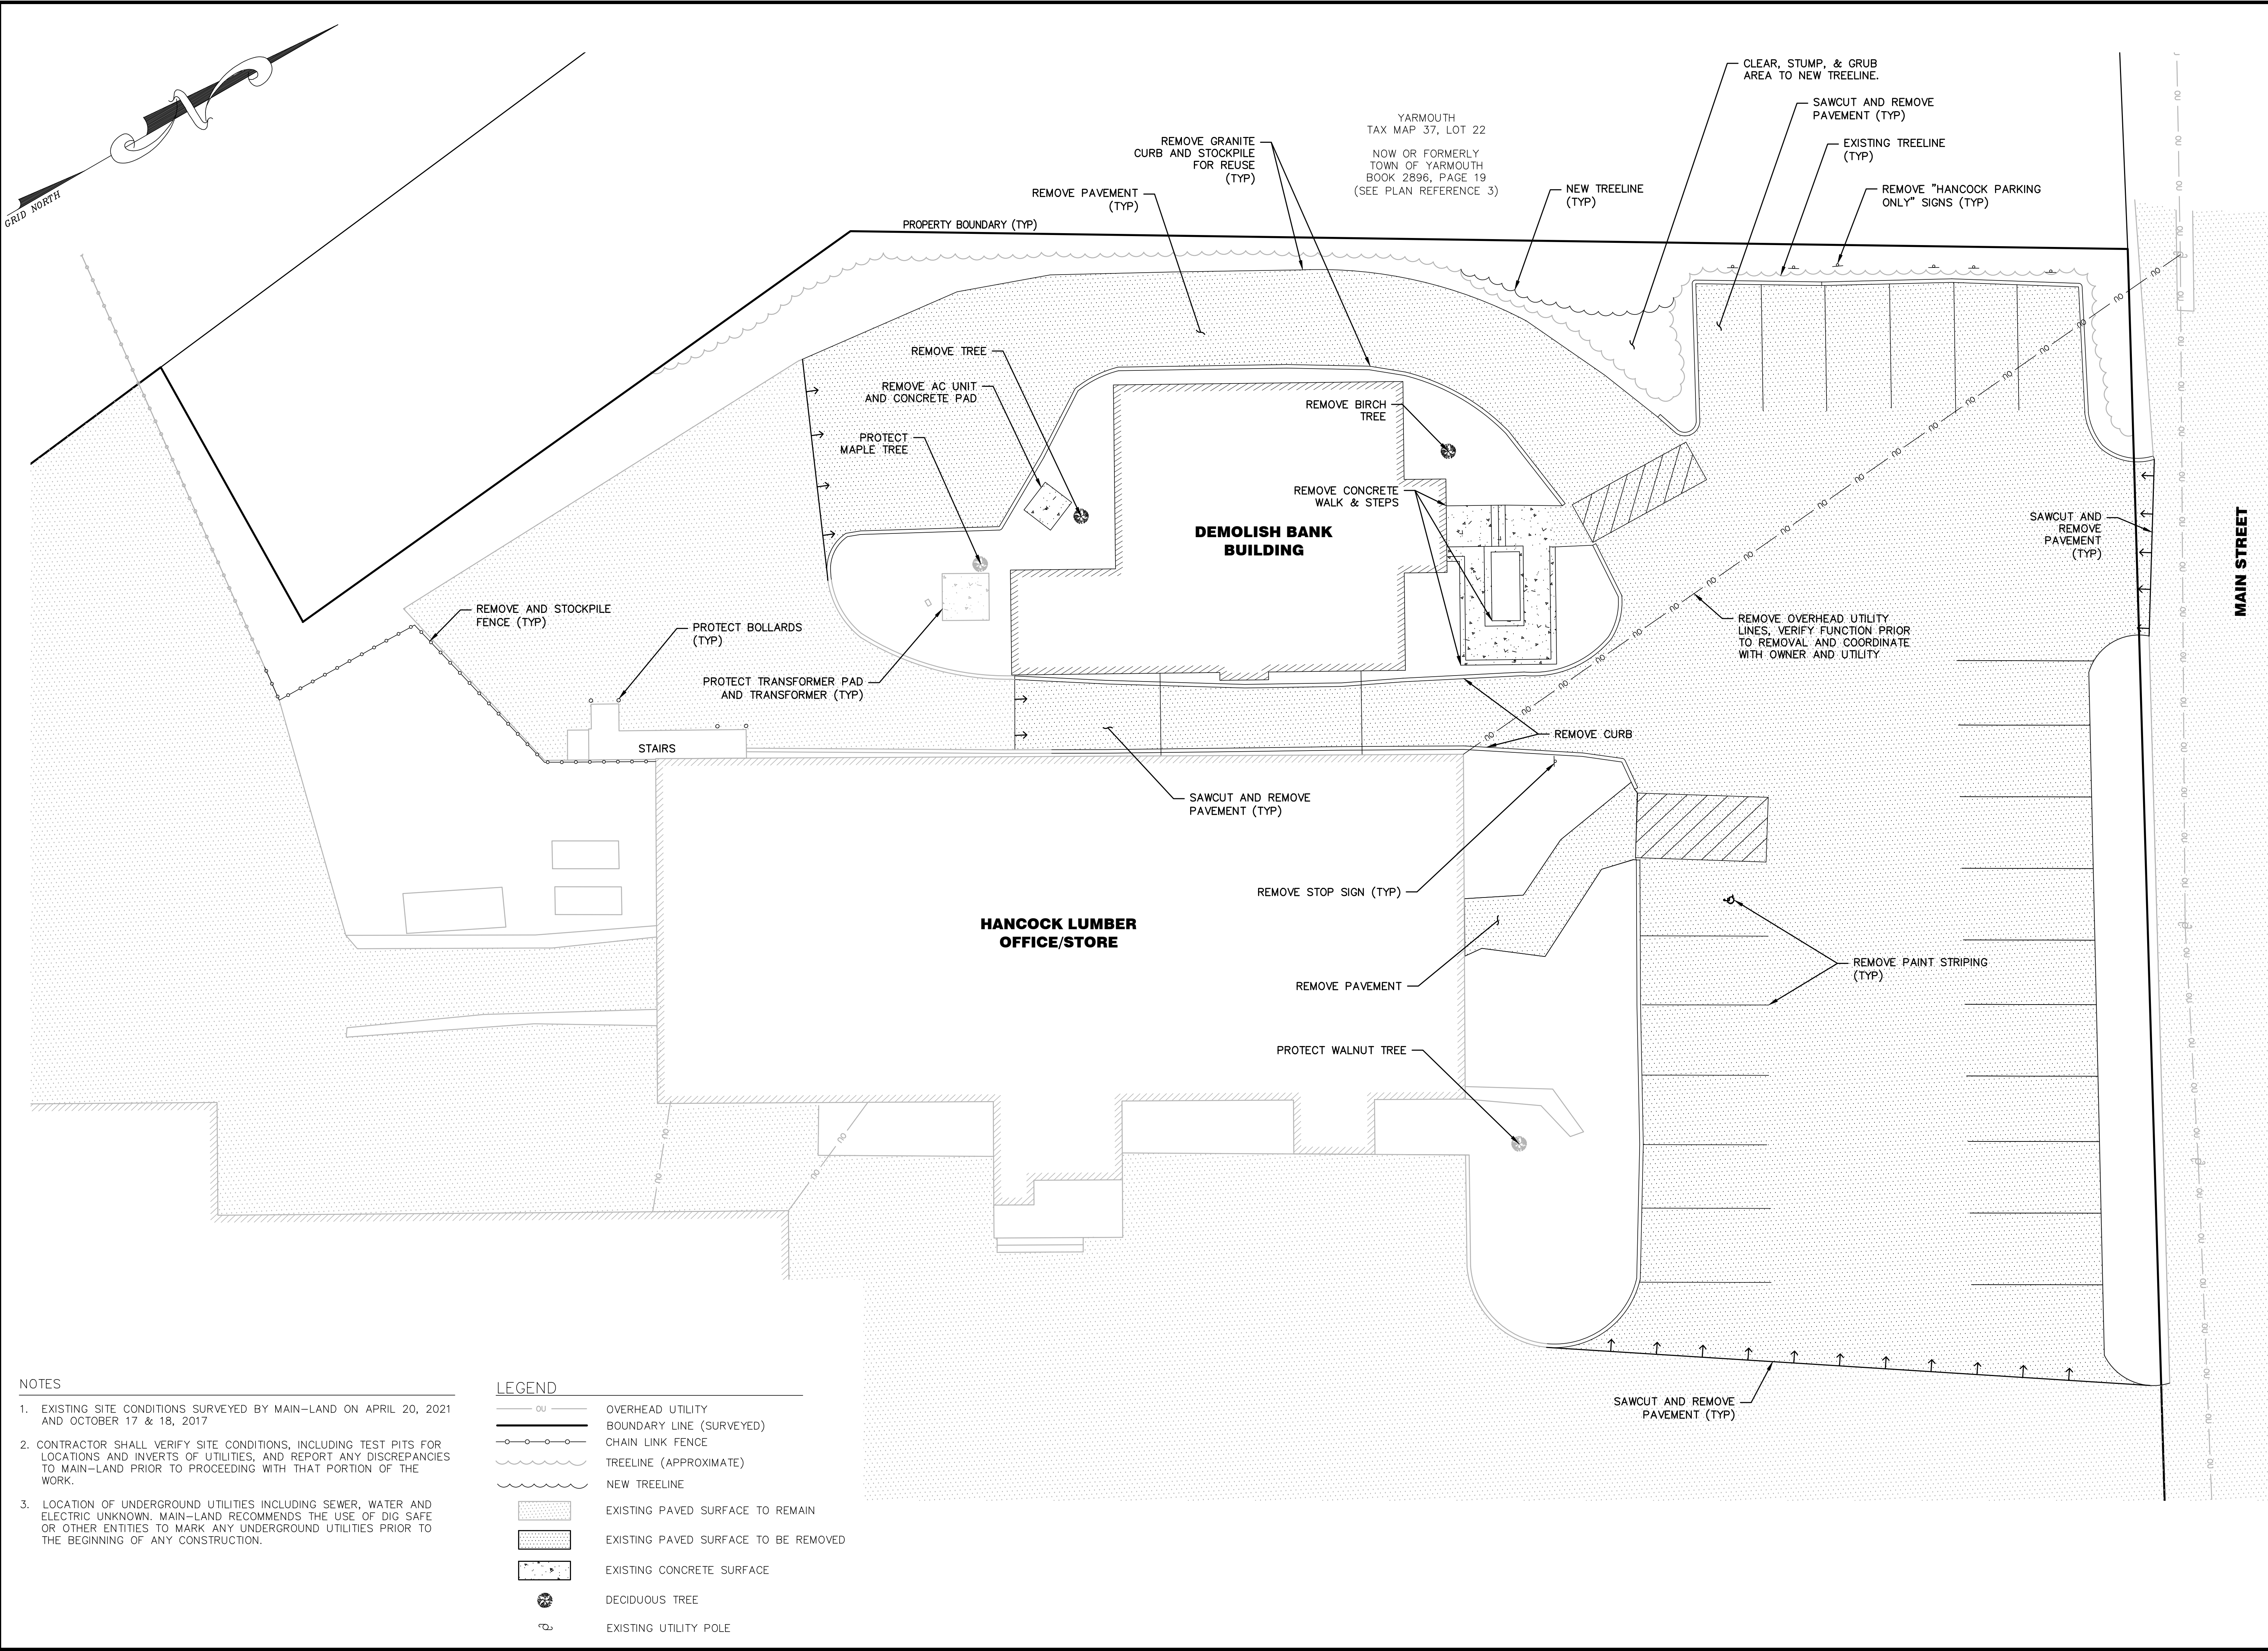 GRID NORTH
N
CLEAR, STUMP, & GRUB
AREA TO NEW TREELINE.
SAWCUT AND REMOVE
PAVEMENT (TYP)
EXISTING TREELINE
(TYP)
REMOVE "HANCOCK PARKING
ONLY" SIGNS (TYP)
YARMOUTH
TAX MAP 37, LOT 22
NOW OR FORMERLY
TOWN OF YARMOUTH
BOOK 2896, PAGE 19
(SEE PLAN REFERENCE 3)
REMOVE GRANITE
CURB AND STOCKPILE
FOR REUSE
(TYP)
NEW TREELINE
(TYP)
REMOVE PAVEMENT
(TYP)
PROPERTY BOUNDARY (TYP)
REMOVE TREE
REMOVE AC UNIT
AND CONCRETE PAD
PROTECT
MAPLE TREE
REMOVE BIRCH
TREE
REMOVE CONCRETE
WALK & STEPS
DEMOLISH BANK
BUILDING
SAWCUT AND
REMOVE
PAVEMENT
(TYP)
MAIN STREET
REMOVE AND STOCKPILE
FENCE (TYP)
PROTECT BOLLARDS
(TYP)
PROTECT TRANSFORMER PAD
AND TRANSFORMER (TYP)
REMOVE OVERHEAD UTILITY
LINES, VERIFY FUNCTION PRIOR
TO REMOVAL AND COORDINATE
WITH OWNER AND UTILITY
STAIRS
REMOVE CURB
SAWCUT AND REMOVE
PAVEMENT (TYP)
REMOVE STOP SIGN (TYP)
HANCOCK LUMBER
OFFICE/STORE
REMOVE PAVEMENT
REMOVE PAINT STRIPING
(TYP)
PROTECT WALNUT TREE
SAWCUT AND REMOVE
PAVEMENT (TYP)
NOTES
1. EXISTING SITE CONDITIONS SURVEYED BY MAIN-LAND ON APRIL 20, 2021
AND OCTOBER 17 & 18, 2017
2. CONTRACTOR SHALL VERIFY SITE CONDITIONS, INCLUDING TEST PITS FOR
LOCATIONS AND INVERTS OF UTILITIES, AND REPORT ANY DISCREPANCIES
TO MAIN-LAND PRIOR TO PROCEEDING WITH THAT PORTION OF THE
WORK.
3. LOCATION OF UNDERGROUND UTILITIES INCLUDING SEWER, WATER AND
ELECTRIC UNKNOWN. MAIN-LAND RECOMMENDS THE USE OF DIG SAFE
OR OTHER ENTITIES TO MARK ANY UNDERGROUND UTILITIES PRIOR TO
THE BEGINNING OF ANY CONSTRUCTION.
LEGEND
OU OVERHEAD UTILITY
BOUNDARY LINE (SURVEYED)
CHAIN LINK FENCE
TREELINE (APPROXIMATE)
NEW TREELINE
EXISTING PAVED SURFACE TO REMAIN
EXISTING PAVED SURFACE TO BE REMOVED
EXISTING CONCRETE SURFACE
DECIDUOUS TREE
EXISTING UTILITY POLE